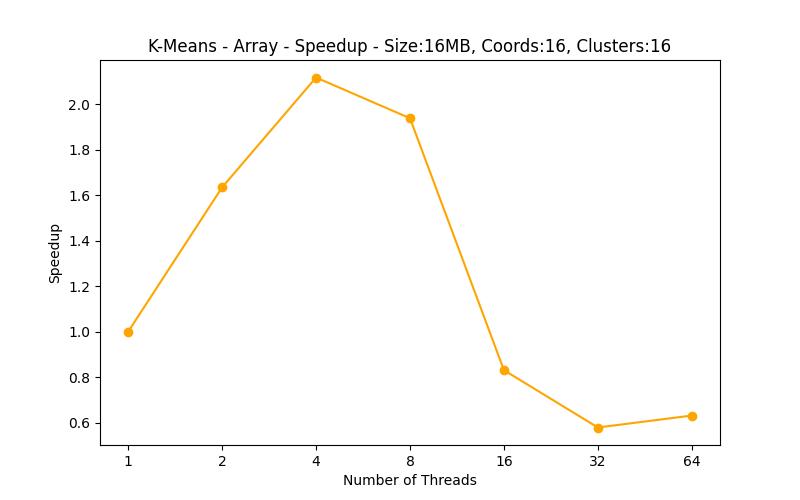 K-Means - Array - Speedup - Size:16MB, Coords:16, Clusters:16
2.0
1.8
1.6
1.4
1.2
1.0
0.8
0.6
Speedup
1 2 4 8 16 32 64
Number of Threads